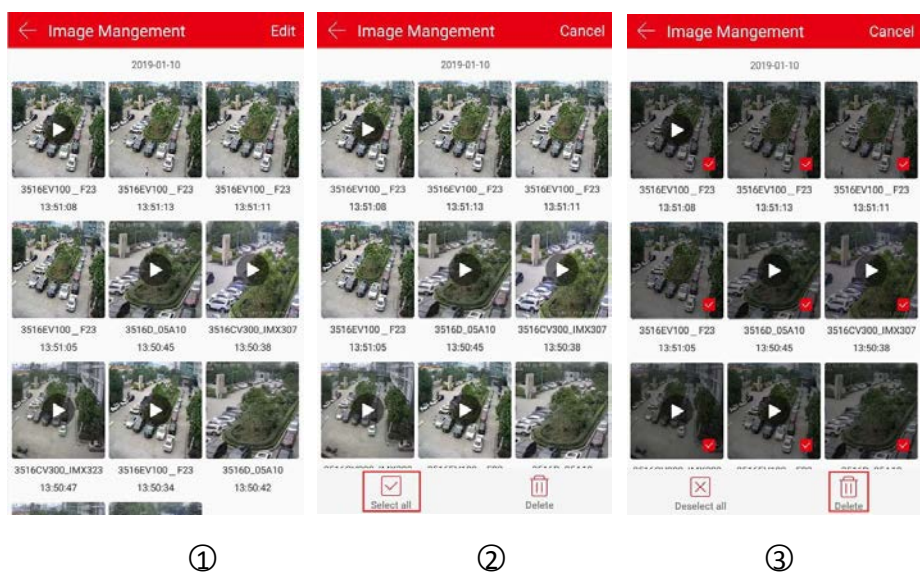 Image Mangement Edit
2019-01-10
3516EV100 _ F23 3516EV100 _ F23 3516EV100 _ F23
13:51:08 13:51:13 13:51:11
3516EV100 _ F23 3516D_05A10 3516CV300_IMX307
13:51:05 13:50:45 13:50:38
3516CV300_IMX323 3516EV100 _ F23 3516D_05A10
13:50:47 13:50:34 13:50:42
①
Image Mangement Cancel
2019-01-10
3516EV100 _ F23 3516EV100 _ F23 3516EV100 _ F23
13:51:08 13:51:13 13:51:11
3516EV100 _ F23 3516D_05A10 3516CV300_IMX307
13:51:05 13:50:45 13:50:38
Select all Delete
②
Image Mangement Cancel
2019-01-10
3516EV100 _ F23 3516EV100 _ F23 3516EV100 _ F23
13:51:08 13:51:13 13:51:11
3516EV100 _ F23 3516D_05A10 3516CV300_IMX307
13:51:05 13:50:45 13:50:38
Deselect all Delete
③